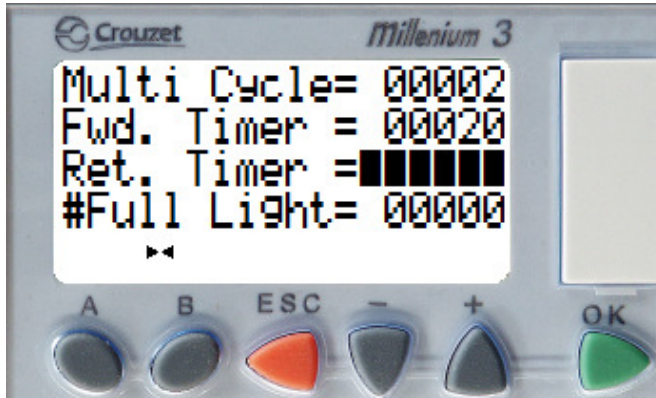 Crouzet
Millenium 3
Multi Cycle= 00002
Fwd. Timer = 00020
Ret. Timer =
#Full Light= 00000
A B ESC - + OK